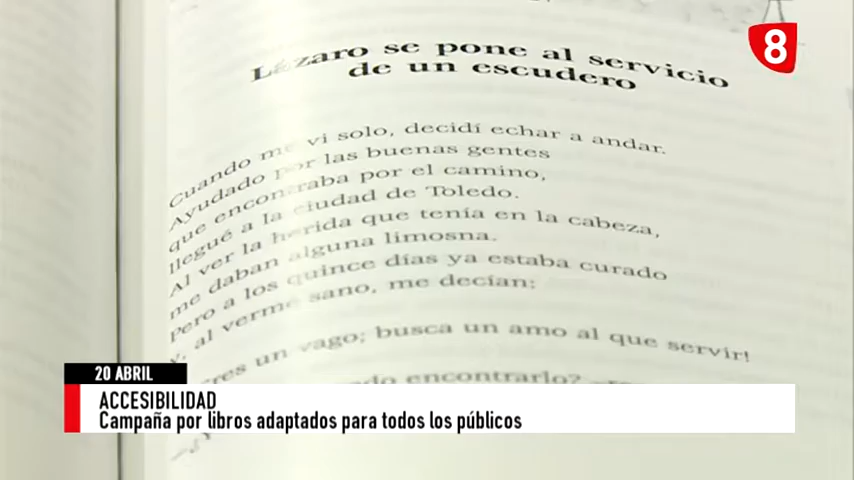 8
Lázaro se pone al servicio
de un escudero
Cuando me vi solo, decidí echar a andar.
Ayudado por las buenas gentes
que encontraba por el camino,
llegué a la ciudad de Toledo.
Al ver la herida que tenía en la cabeza,
me daban alguna limosna.
Pero a los quince días ya estaba curado
y, al verme sano, me decían:
un vago; busca un amo al que servir!
encontrarlo?
20 ABRIL
ACCESIBILIDAD
Campaña por libros adaptados para todos los públicos